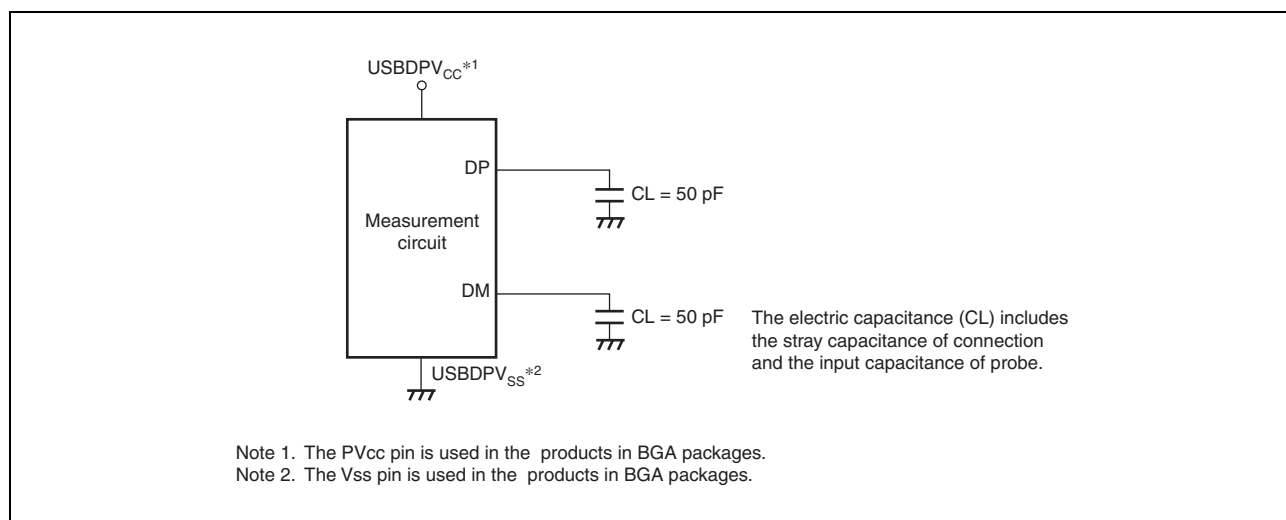 USBDPVCC*1
DP
CL = 50 pF
Measurement
circuit
DM
CL = 50 pF
The electric capacitance (CL) includes
the stray capacitance of connection
and the input capacitance of probe.
USBDPVSS*2
Note 1. The PVcc pin is used in the products in BGA packages.
Note 2. The Vss pin is used in the products in BGA packages.